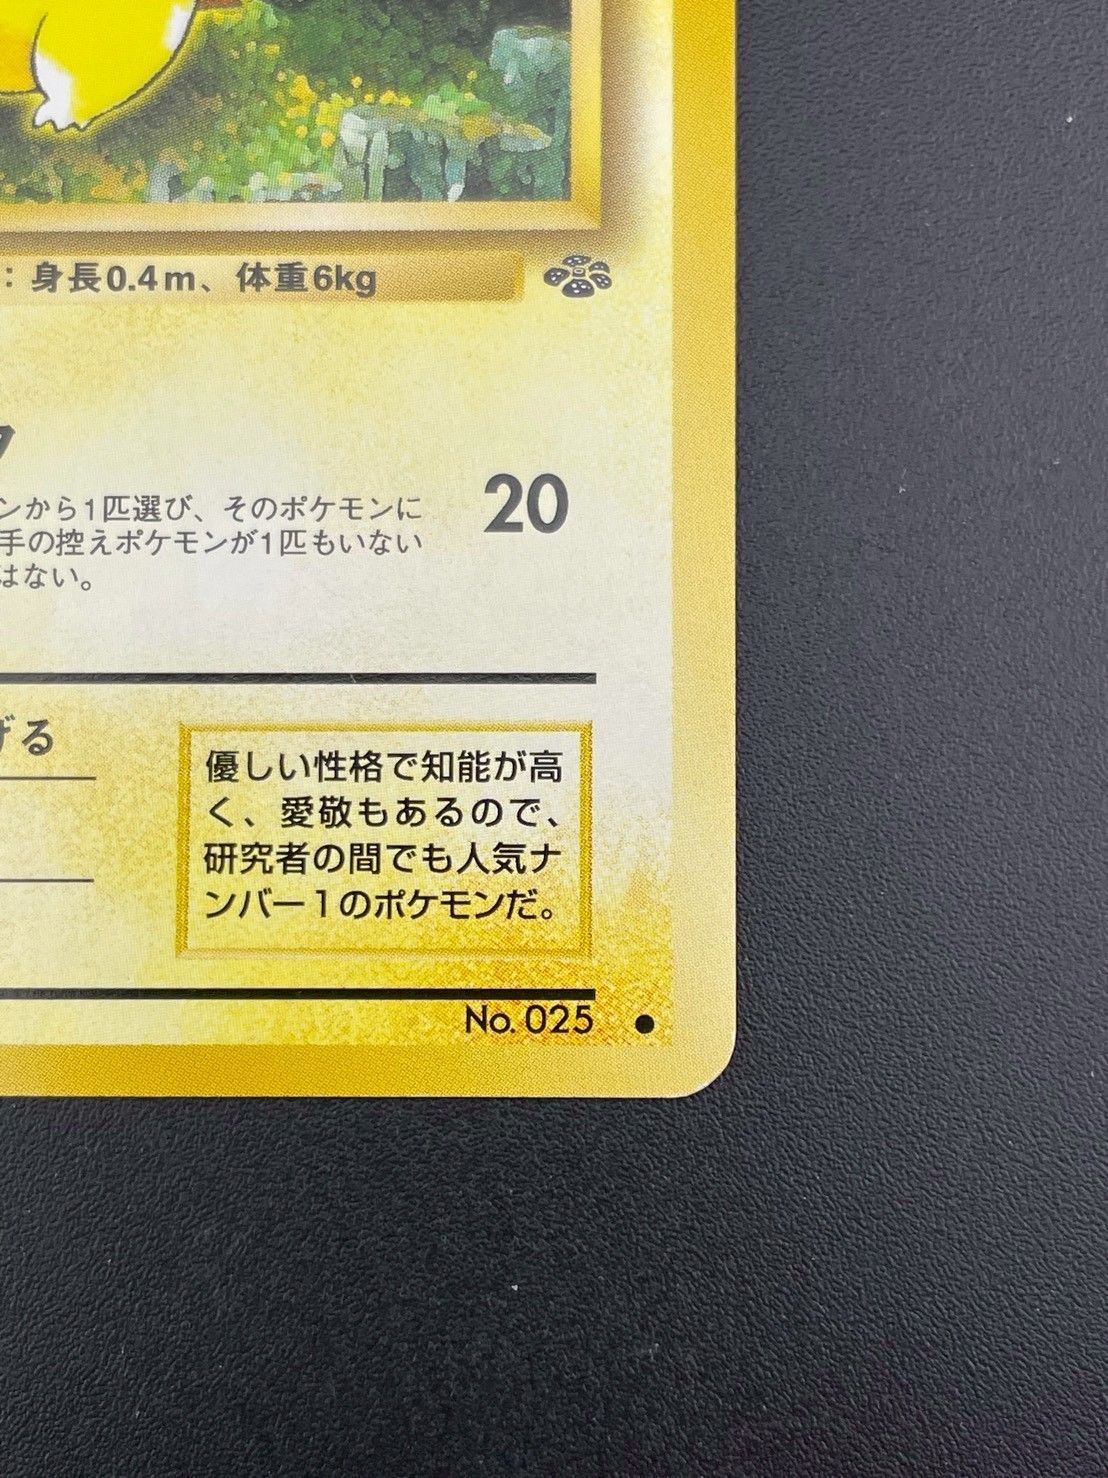 ：身長0.4m、体重6kg
ンから1匹選び、そのポケモンに
20
手の控えポケモンが1匹もいない
はない。
げる
優しい性格で知能が高
く、愛敬もあるので、
研究者の間でも人気ナ
ンバー1のポケモンだ。
No.025 ●